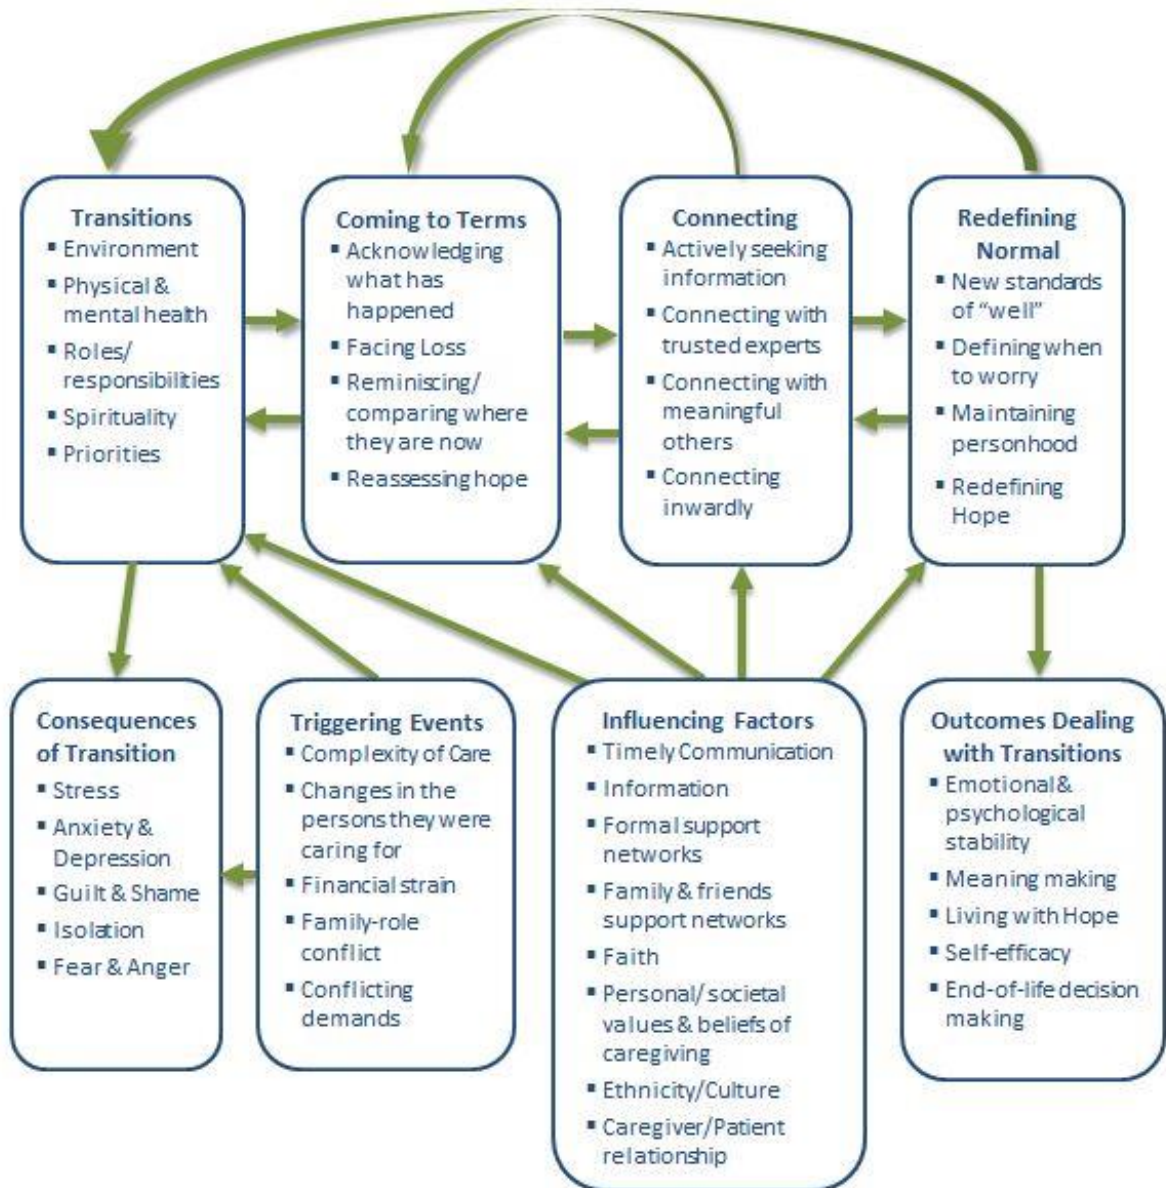 Transitions
▪ Environment
▪ Physical &
mental health
▪ Roles/
responsibilities
▪ Spirituality
▪ Priorities
Coming to Terms
▪ Acknowledging
what has
happened
▪ Facing Loss
▪ Reminiscing/
comparing where
they are now
▪ Reassessing hope
Connecting
▪ Actively seeking
information
▪ Connecting with
trusted experts
▪ Connecting with
meaningful
others
▪ Connecting
inwardly
Redefining
Normal
▪ New standards
of “well”
▪ Defining when
to worry
▪ Maintaining
personhood
▪ Redefining
Hope
Consequences
of Transition
▪ Stress
▪ Anxiety &
Depression
▪ Guilt & Shame
▪ Isolation
▪ Fear & Anger
Triggering Events
▪ Complexity of Care
▪ Changes in the
persons they were
caring for
▪ Financial strain
▪ Family-role
conflict
▪ Conflicting
demands
Influencing Factors
▪ Timely Communication
▪ Information
▪ Formal support
networks
▪ Family & friends
support networks
▪ Faith
▪ Personal/ societal
values & beliefs of
caregiving
▪ Ethnicity/Culture
▪ Caregiver/Patient
relationship
Outcomes Dealing
with Transitions
▪ Emotional &
psychological
stability
▪ Meaning making
▪ Living with Hope
▪ Self-efficacy
▪ End-of-life decision
making